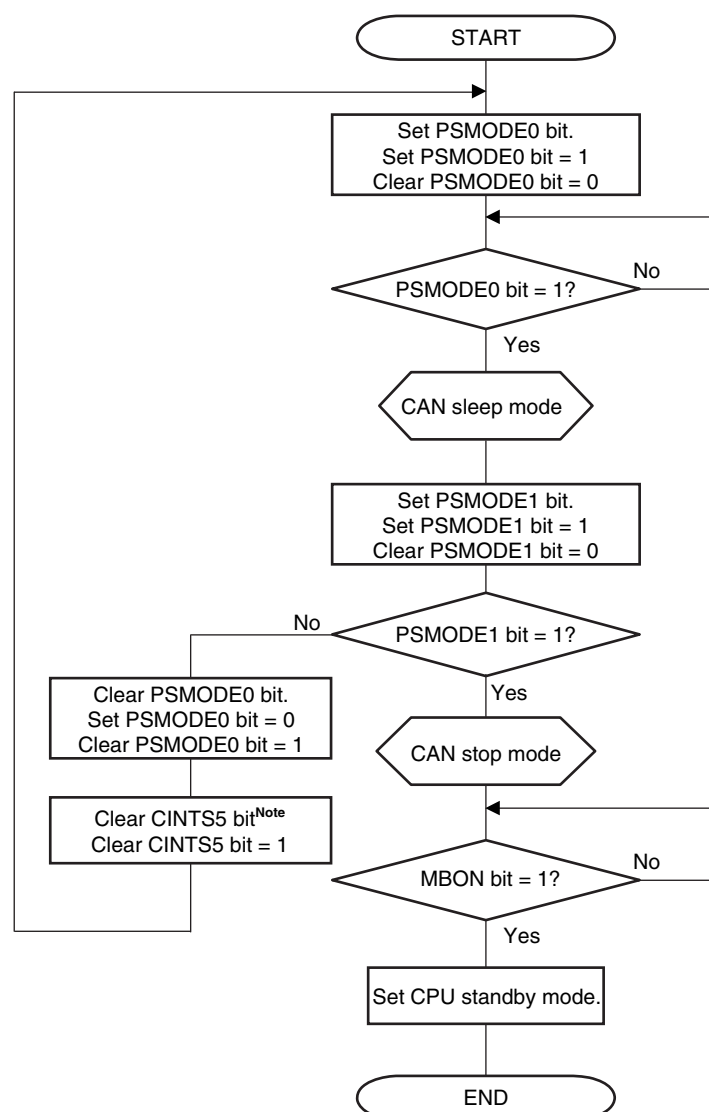 START
Set PSMODE0 bit.
Set PSMODE0 bit = 1
Clear PSMODE0 bit = 0
PSMODE0 bit = 1?
No
Yes
CAN sleep mode
Set PSMODE1 bit.
Set PSMODE1 bit = 1
Clear PSMODE1 bit = 0
PSMODE1 bit = 1?
No
Yes
Clear PSMODE0 bit.
Set PSMODE0 bit = 0
Clear PSMODE0 bit = 1
Clear CINTS5 bitNote
Clear CINTS5 bit = 1
CAN stop mode
MBON bit = 1?
No
Yes
Set CPU standby mode.
END